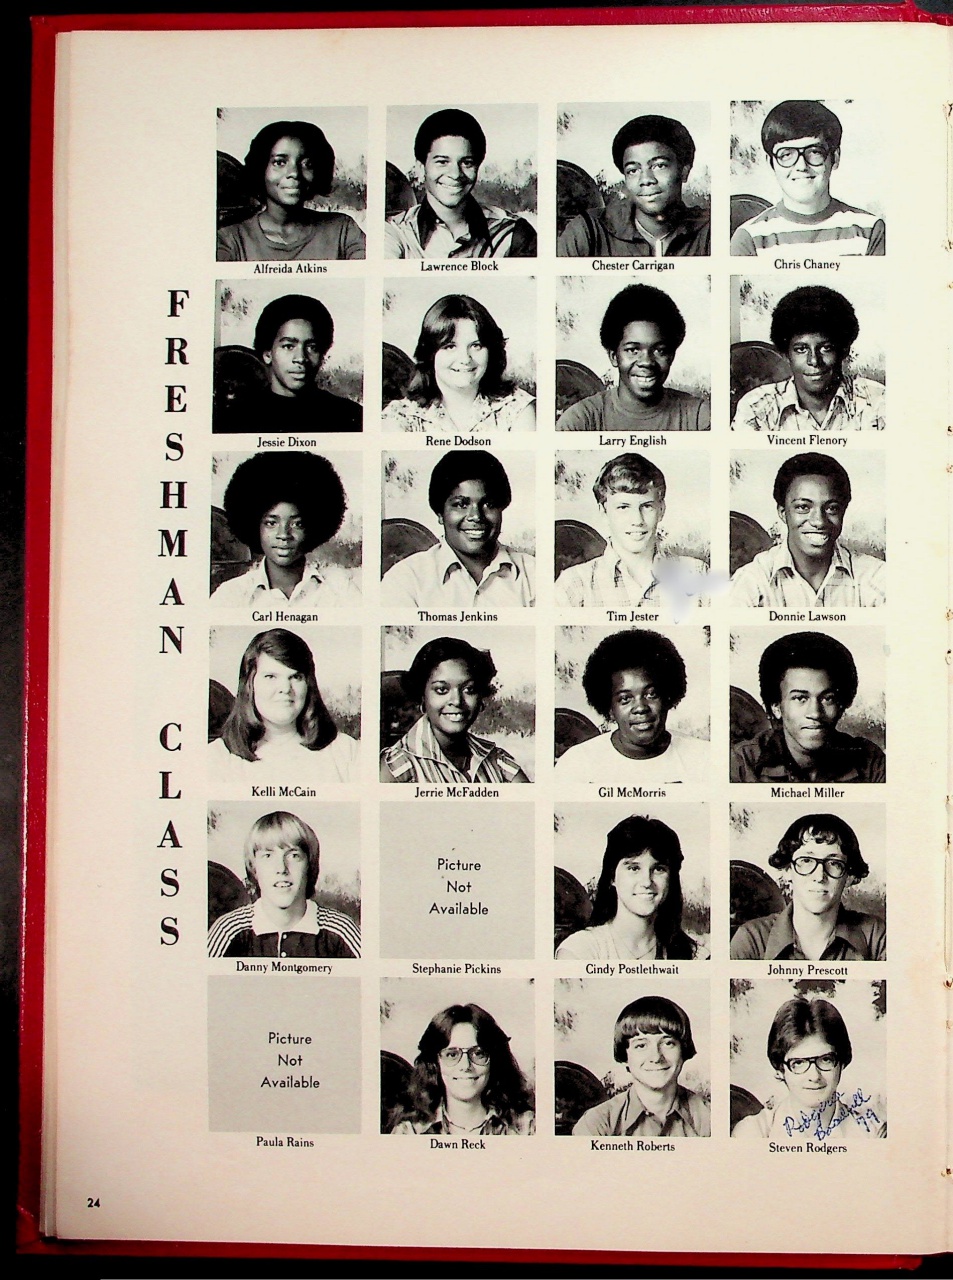 FRESHMAN CLASS
Alfreida Atkins
Lawrence Block
Chester Carrigan
Chris Chaney
Jessie Dixon
Rene Dodson
Larry English
Vincent Flenory
Carl Henagan
Thomas Jenkins
Tim Jester
Donnie Lawson
Kelli McCain
Jerrie McFadden
Gil McMorris
Michael Miller
Danny Montgomery
Picture
Not
Available
Stephanie Pickins
Cindy Postlethwait
Johnny Prescott
Picture
Not
Available
Paula Rains
Dawn Reck
Kenneth Roberts
Baseball '79
Steven Rodgers
24